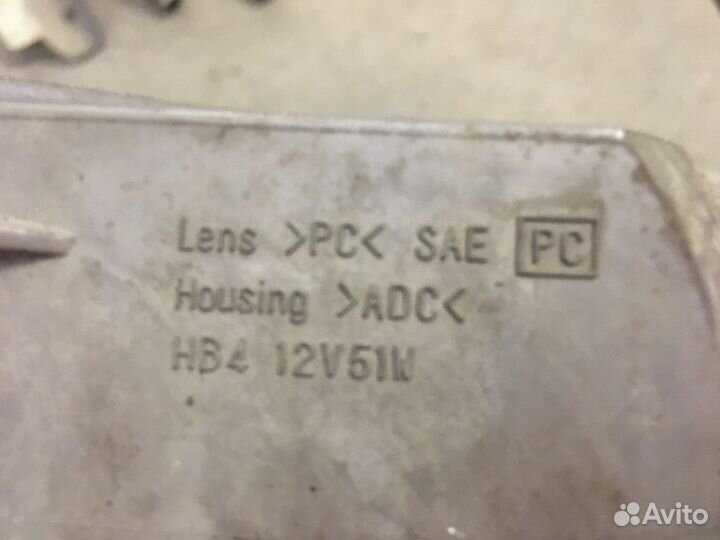 Lens >PC< SAE PC
Housing >ADC<
HB4 12V51W
Avito